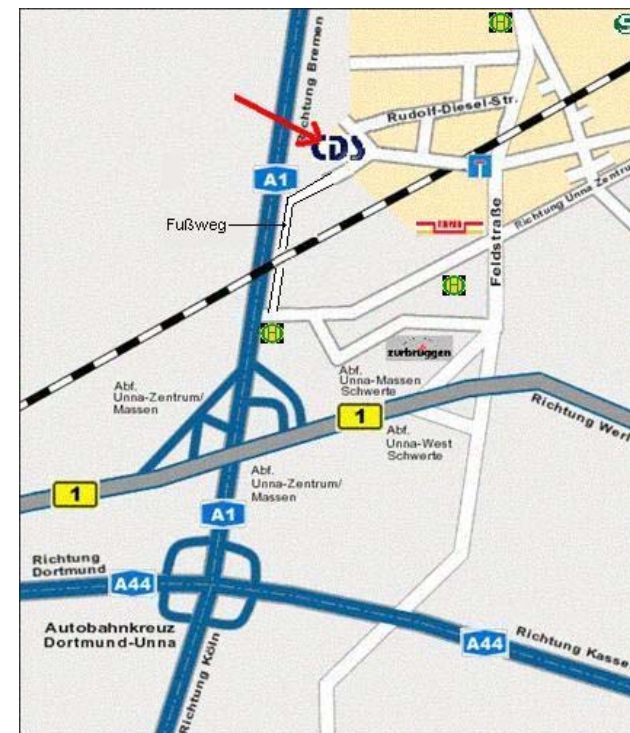 H
S
Richtung Bremen
Rudolf-Diesel-Str.
CDS
A1
Richtung Unna Zentru
Fußweg
Feldstraße
H
zurbrüggen
H
Abf.
Unna-Massen
Schwerte
Abf.
Unna-Zentrum/
Massen
1
Richtung Werl
Abf.
Unna-West
Schwerte
Abf.
Unna-Zentrum/
Massen
1
A1
Richtung
Dortmund
A44
Autobahnkreuz
Dortmund-Unna
A44
Richtung Kasse
Richtung Köln